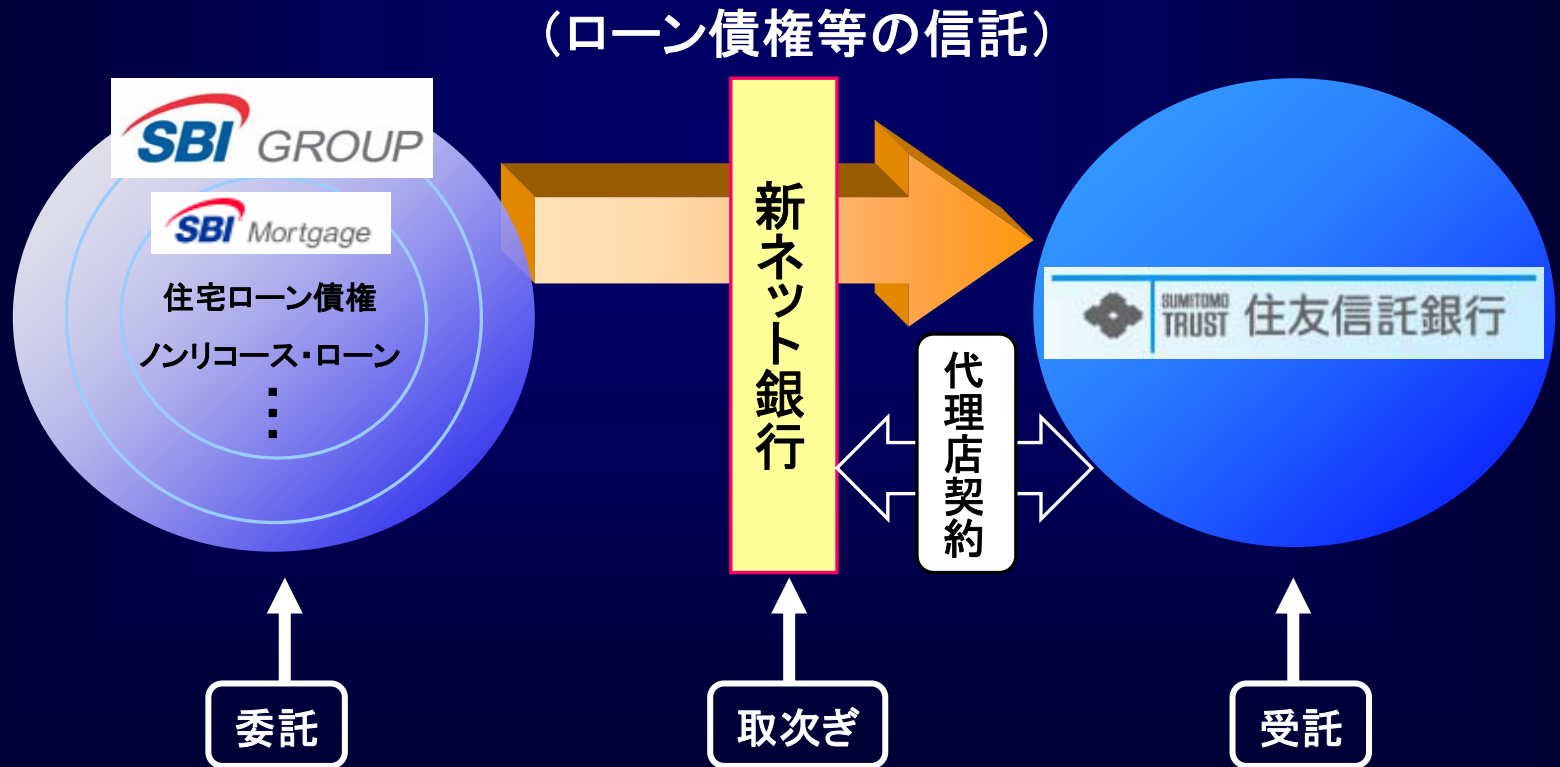 (ローン債権等の信託)
SBI GROUP
SBI Mortgage
住宅ローン債権
ノンリコース・ローン
・
・
・
新ネット銀行
代理店契約
SUMITOMO
TRUST
住友信託銀行
委託
取次ぎ
受託